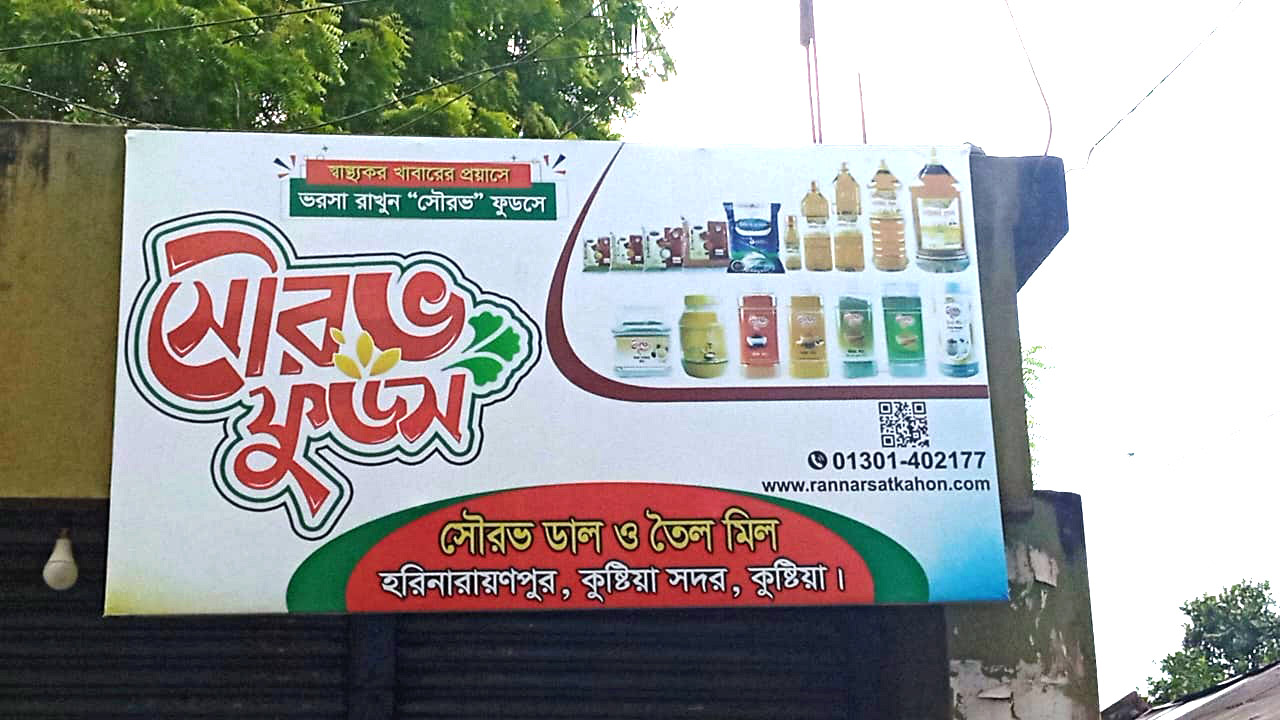 স্বাস্থ্যকর খাবারের প্রয়াসে
ভরসা রাখুন “সৌরভ” ফুডসে
সৌরভ
ফুডস
01301-402177
www.rannarsatkahon.com
সৌরভ ডাল ও তৈল মিল
হরিনারায়ণপুর, কুষ্টিয়া সদর, কুষ্টিয়া।